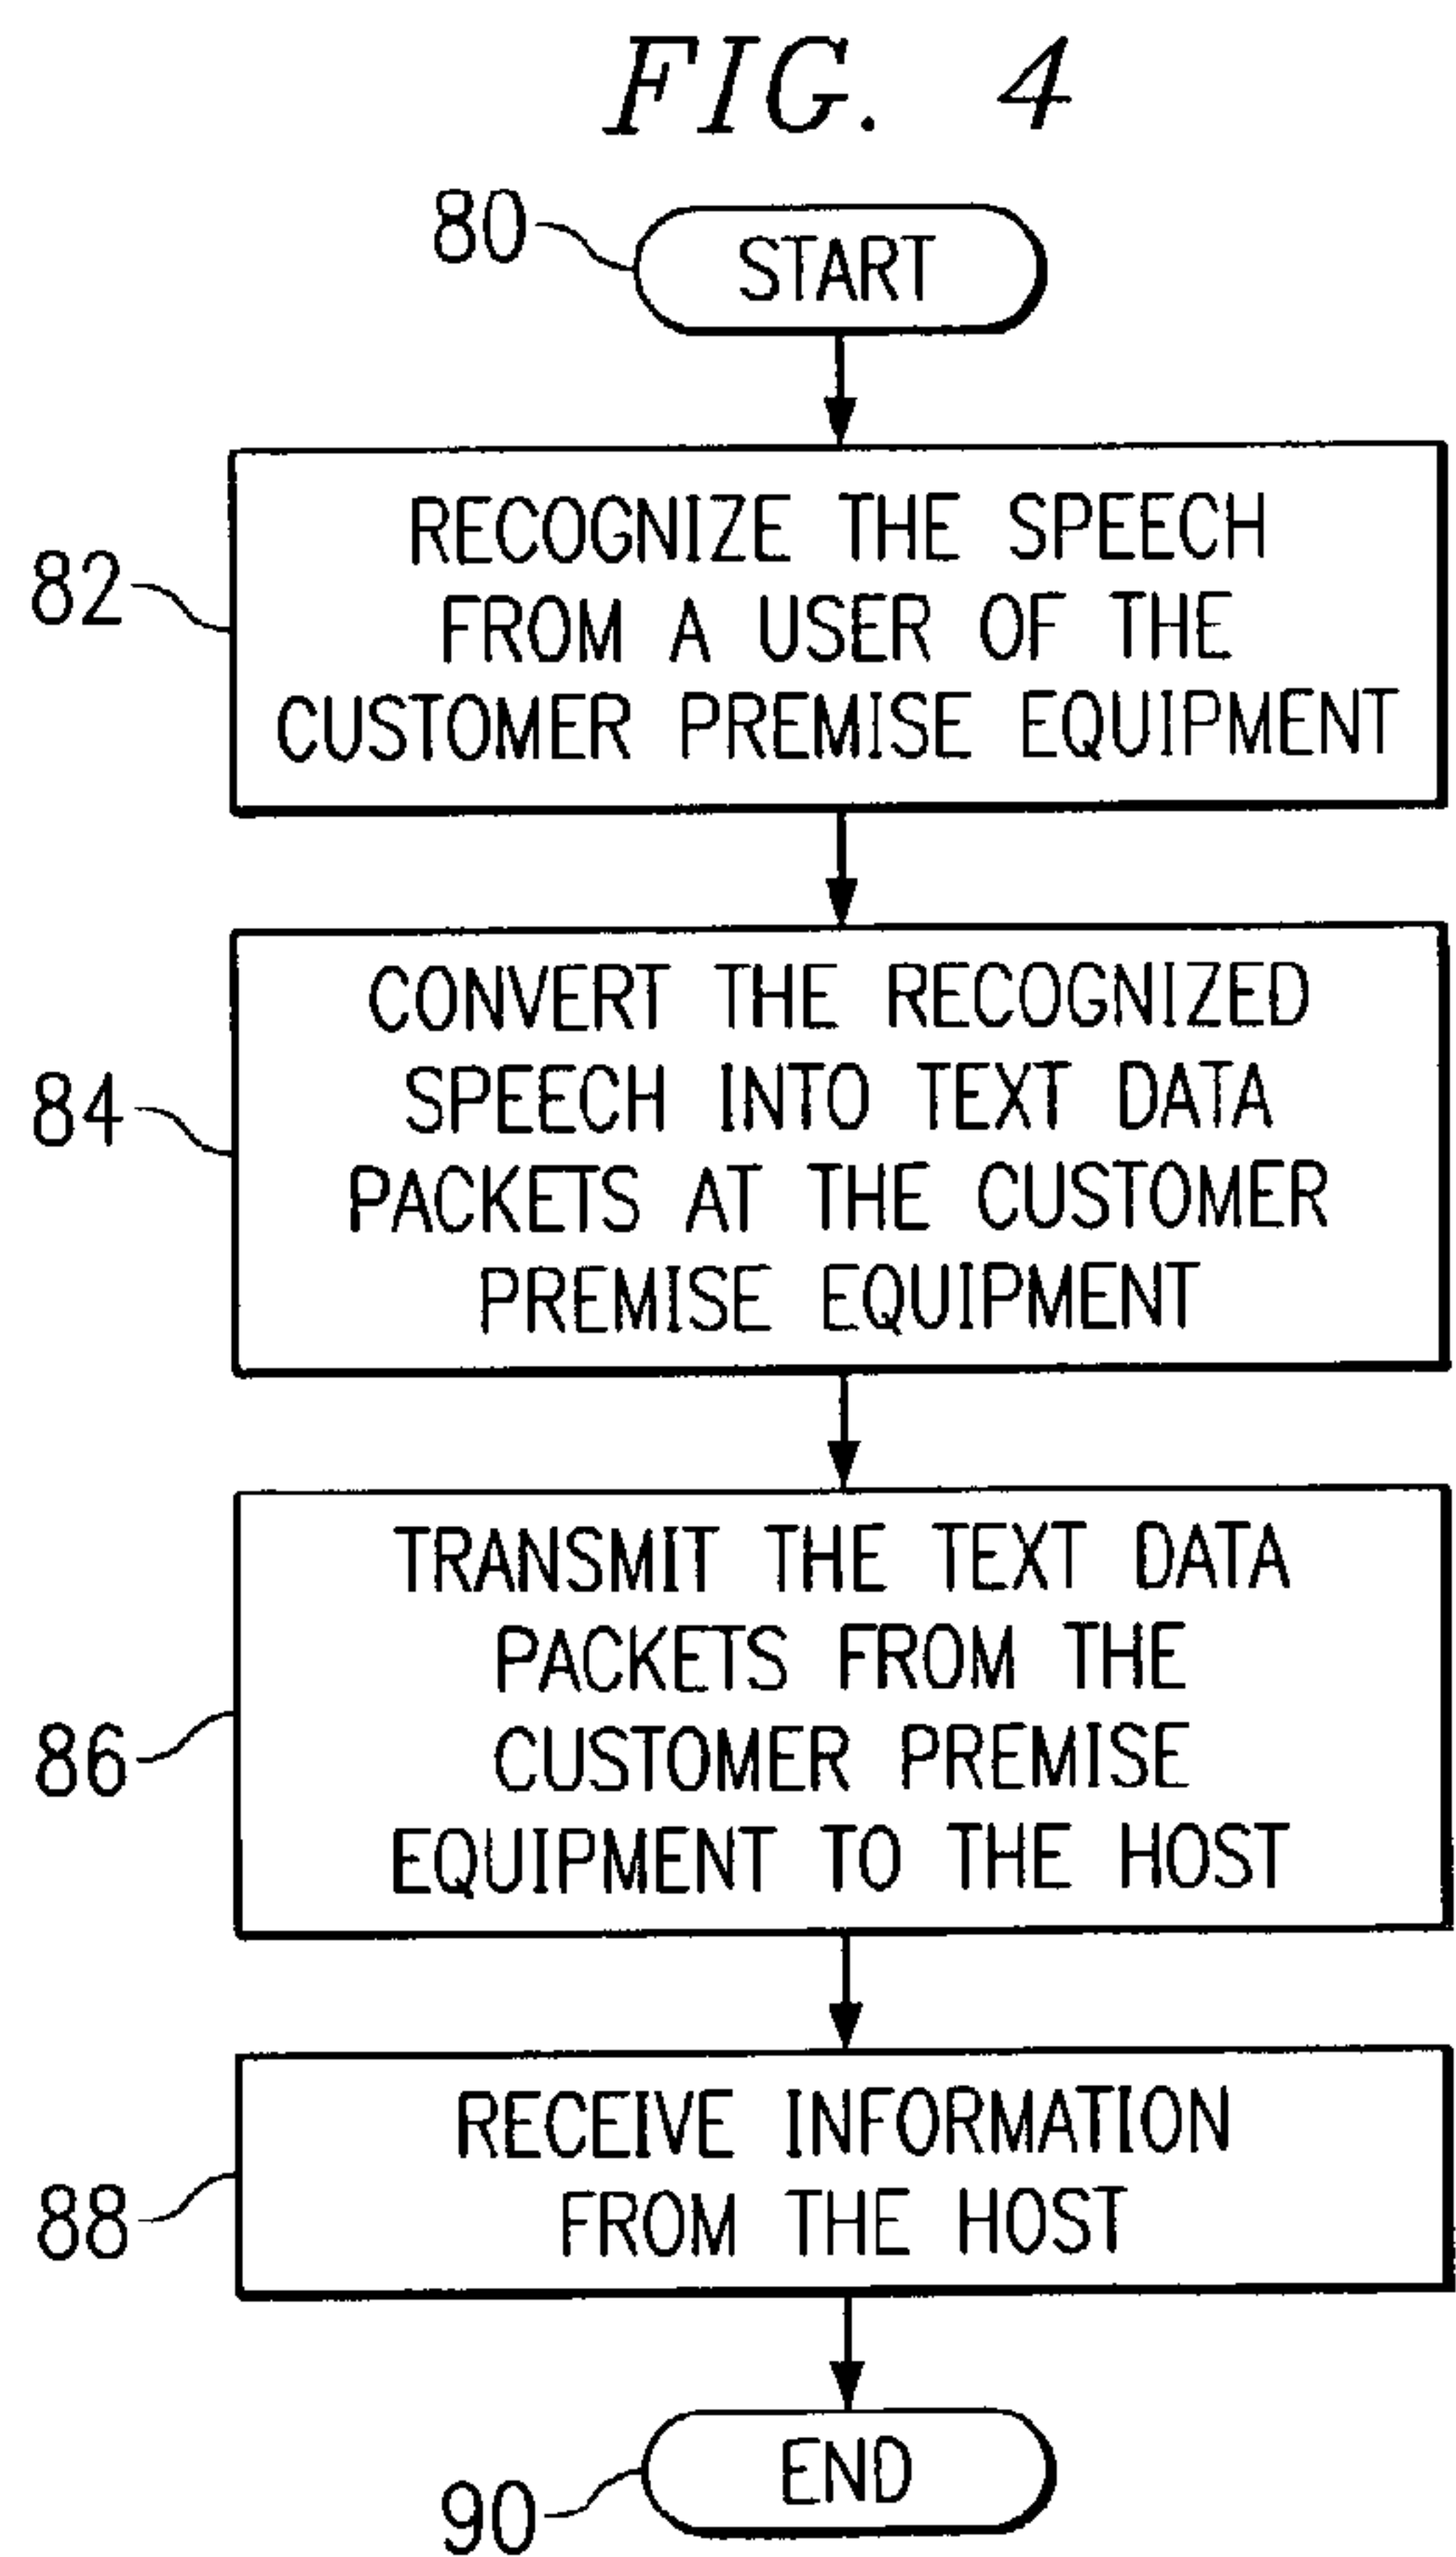 FIG. 4
80
START
82
RECOGNIZE THE SPEECH
FROM A USER OF THE
CUSTOMER PREMISE EQUIPMENT
84
CONVERT THE RECOGNIZED
SPEECH INTO TEXT DATA
PACKETS AT THE CUSTOMER
PREMISE EQUIPMENT
86
TRANSMIT THE TEXT DATA
PACKETS FROM THE
CUSTOMER PREMISE
EQUIPMENT TO THE HOST
88
RECEIVE INFORMATION
FROM THE HOST
90
END